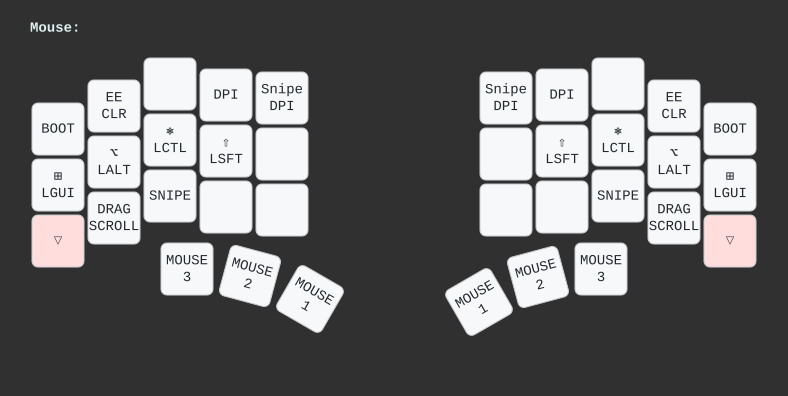 Mouse:
BOOT
⊞
LGUI
▽
EE
CLR
⌥
LALT
DRAG
SCROLL
⎈
LCTL
SNIPE
DPI
⇧
LSFT
Snipe
DPI
MOUSE
3
MOUSE
2
MOUSE
1
Snipe
DPI
DPI
⇧
LSFT
⎈
LCTL
SNIPE
EE
CLR
⌥
LALT
DRAG
SCROLL
BOOT
⊞
LGUI
▽
MOUSE
1
MOUSE
2
MOUSE
3